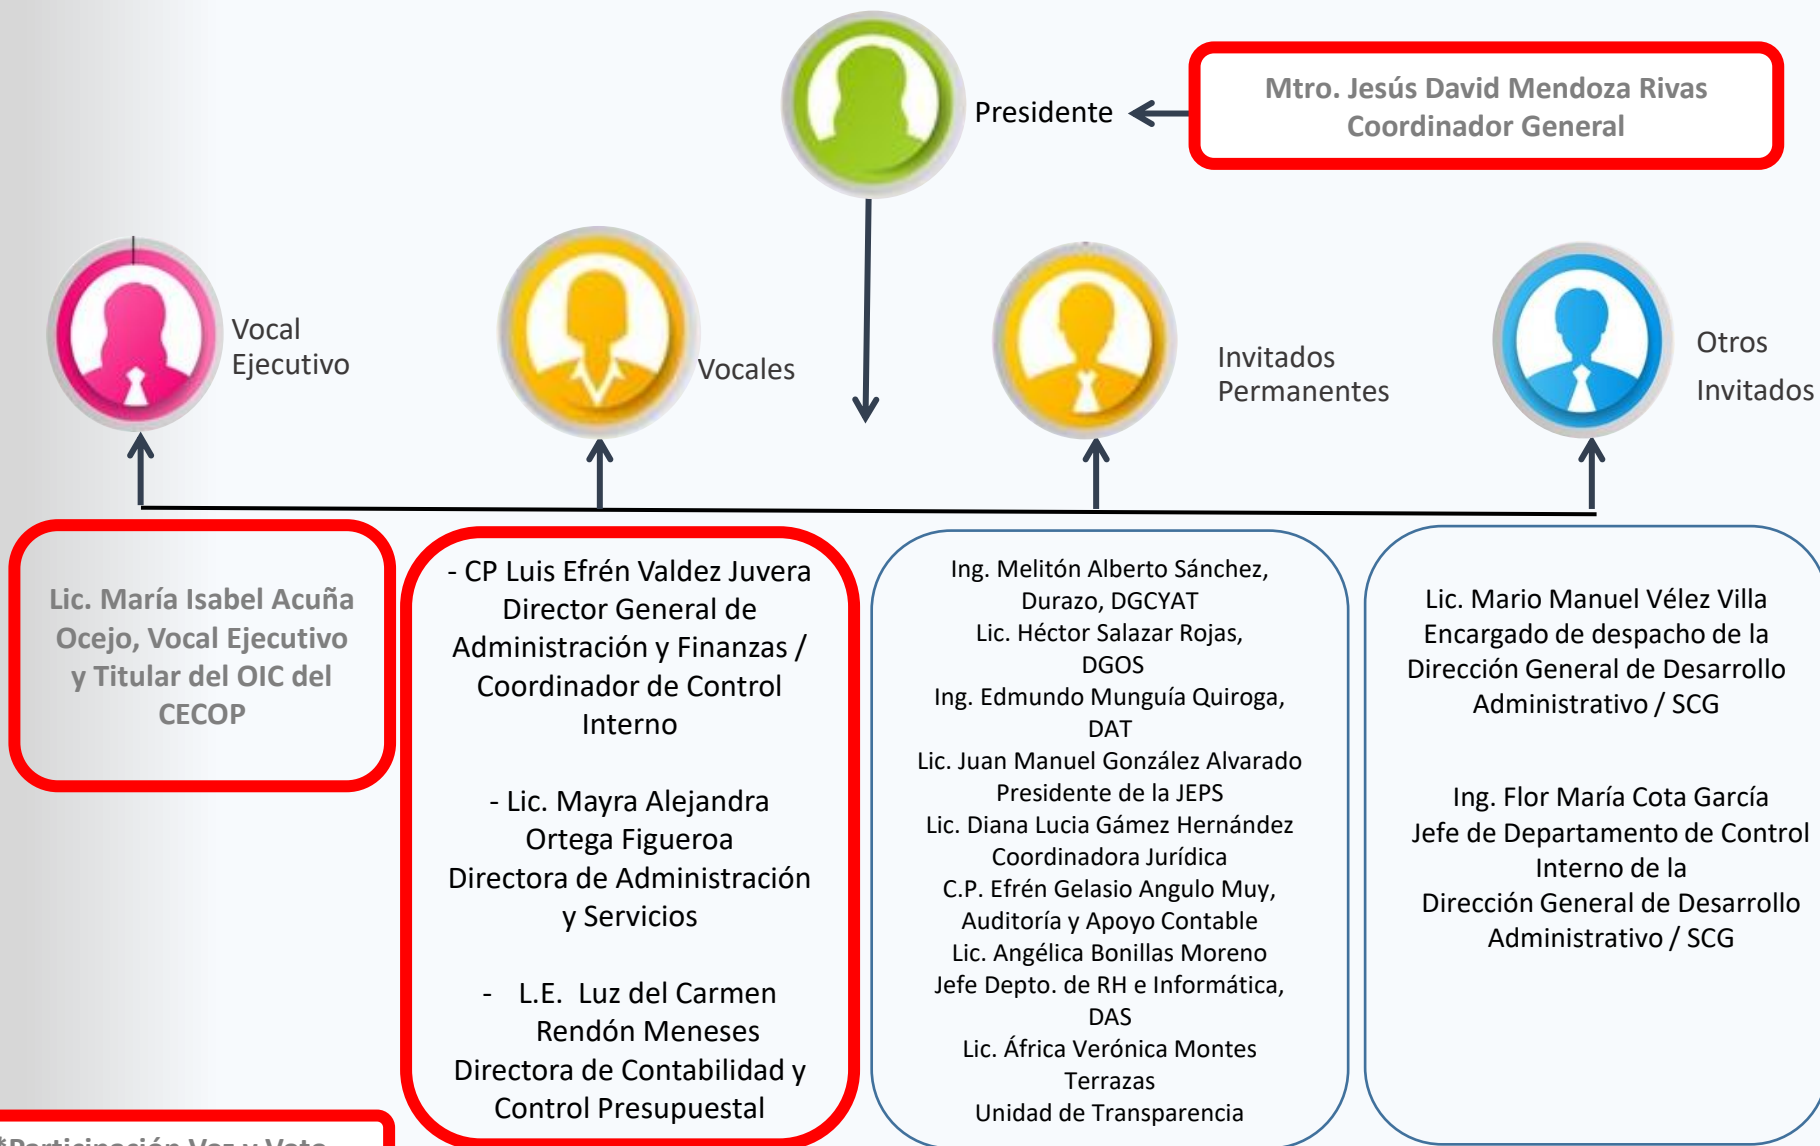 Presidente
Mtro. Jesús David Mendoza Rivas
Coordinador General
Vocal
Ejecutivo
Vocales
Invitados
Permanentes
Otros
Invitados
Lic. María Isabel Acuña
Ocejo, Vocal Ejecutivo
y Titular del OIC del
CECOP
- CP Luis Efrén Valdez Juvera
Director General de
Administración y Finanzas /
Coordinador de Control
Interno
- Lic. Mayra Alejandra
Ortega Figueroa
Directora de Administración
y Servicios
- L.E. Luz del Carmen
Rendón Meneses
Directora de Contabilidad y
Control Presupuestal
Ing. Melitón Alberto Sánchez,
Durazo, DGCYAT
Lic. Héctor Salazar Rojas,
DGOS
Ing. Edmundo Munguía Quiroga,
DAT
Lic. Juan Manuel González Alvarado
Presidente de la JEPS
Lic. Diana Lucia Gámez Hernández
Coordinadora Jurídica
C.P. Efrén Gelasio Angulo Muy,
Auditoría y Apoyo Contable
Lic. Angélica Bonillas Moreno
Jefe Depto. de RH e Informática,
DAS
Lic. África Verónica Montes
Terrazas
Unidad de Transparencia
Lic. Mario Manuel Vélez Villa
Encargado de despacho de la
Dirección General de Desarrollo
Administrativo / SCG
Ing. Flor María Cota García
Jefe de Departamento de Control
Interno de la
Dirección General de Desarrollo
Administrativo / SCG
*Participación Voz y Voto